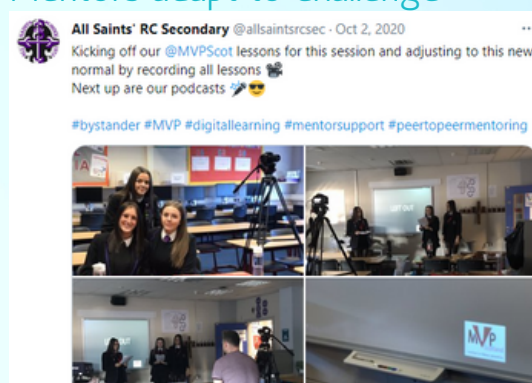 Mentors adapt to challenge
All Saints' RC Secondary @allsaintsrcsec · Oct 2, 2020
Kicking off our @MVPScot lessons for this session and adjusting to this new
normal by recording all lessons 📽️
Next up are our podcasts 🎤😎
#bystander #MVP #digitallearning #mentorsupport #peertopeermentoring
MVP